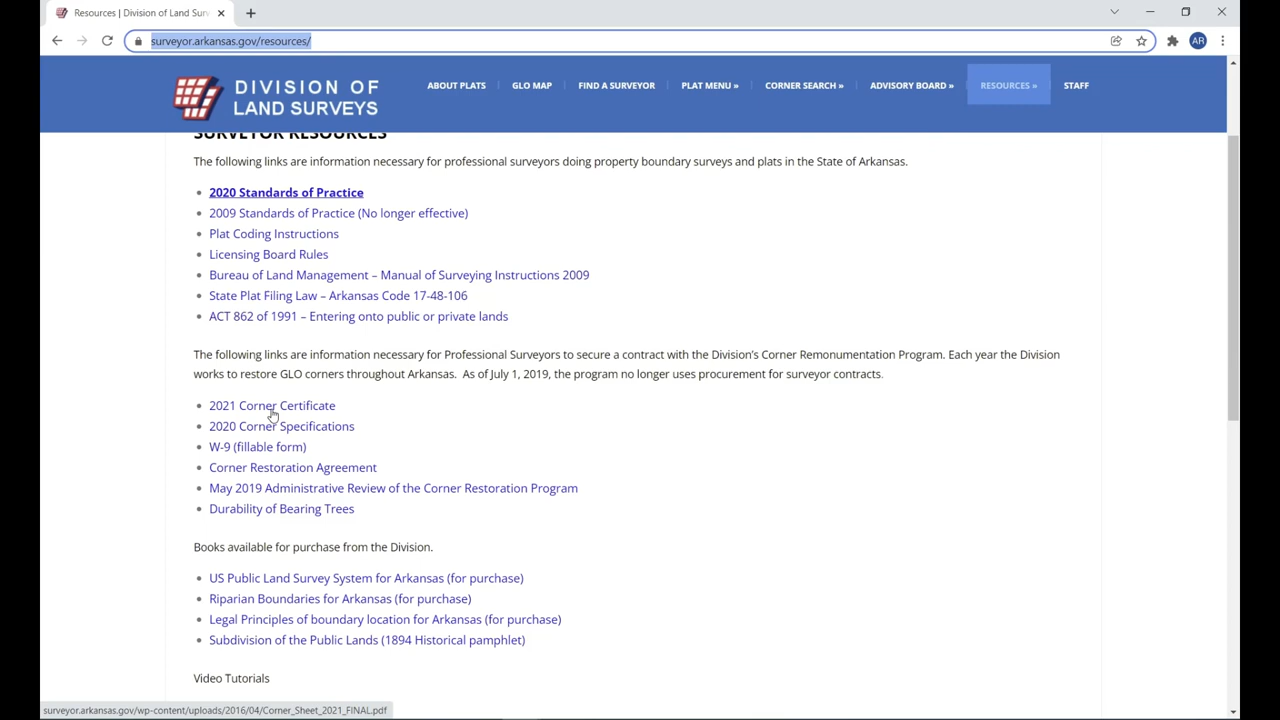 Resources | Division of Land Surv
surveyor.arkansas.gov/resources/
AR
DIVISION OF
LAND SURVEYS
ABOUT PLATS
GLO MAP
FIND A SURVEYOR
PLAT MENU »
CORNER SEARCH »
ADVISORY BOARD »
RESOURCES »
STAFF
SURVEYOR RESOURCES
The following links are information necessary for professional surveyors doing property boundary surveys and plats in the State of Arkansas.
2020 Standards of Practice
2009 Standards of Practice (No longer effective)
Plat Coding Instructions
Licensing Board Rules
Bureau of Land Management – Manual of Surveying Instructions 2009
State Plat Filing Law – Arkansas Code 17-48-106
ACT 862 of 1991 – Entering onto public or private lands
The following links are information necessary for Professional Surveyors to secure a contract with the Division's Corner Remonumentation Program. Each year the Division
works to restore GLO corners throughout Arkansas. As of July 1, 2019, the program no longer uses procurement for surveyor contracts.
2021 Corner Certificate
2020 Corner Specifications
W-9 (fillable form)
Corner Restoration Agreement
May 2019 Administrative Review of the Corner Restoration Program
Durability of Bearing Trees
Books available for purchase from the Division.
US Public Land Survey System for Arkansas (for purchase)
Riparian Boundaries for Arkansas (for purchase)
Legal Principles of boundary location for Arkansas (for purchase)
Subdivision of the Public Lands (1894 Historical pamphlet)
Video Tutorials
surveyor.arkansas.gov/wp-content/uploads/2016/04/Corner_Sheet_2021_FINAL.pdf